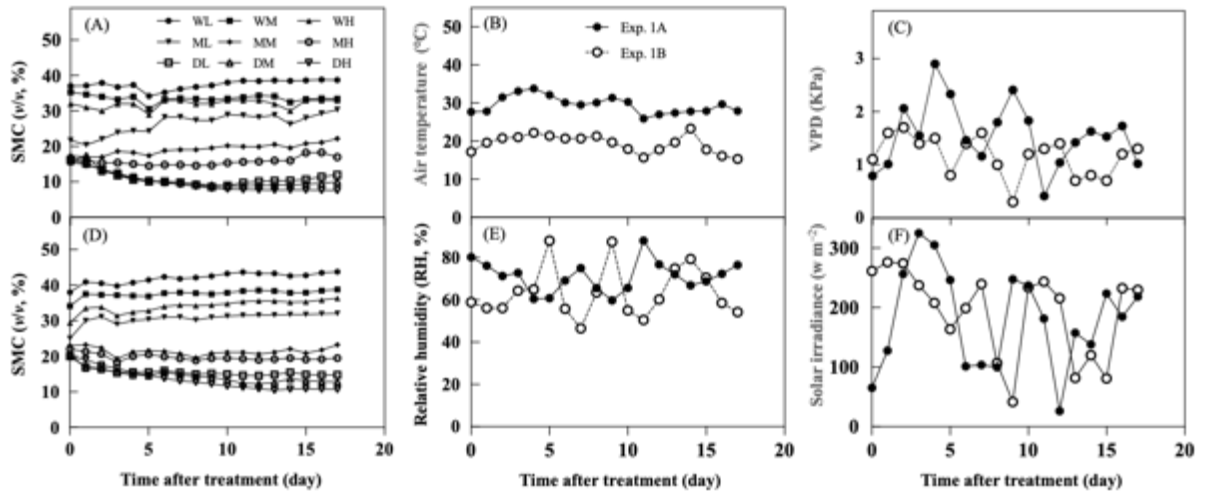 (A)
WL WM WH
ML MM MH
DL DM DH
SMC (v/v, %)
50
40
30
20
10
0
(B)
Exp. 1A
Exp. 1B
Air temperature (°C)
50
40
30
20
10
0
(C)
VPD (KPa)
3
2
1
0
(D)
SMC (v/v, %)
50
40
30
20
10
0
0 5 10 15 20
Time after treatment (day)
(E)
Relative humidity (RH, %)
80
60
40
20
0
0 5 10 15 20
Time after treatment (day)
(F)
Solar irradiance (w m⁻²)
300
200
100
0
0 5 10 15 20
Time after treatment (day)